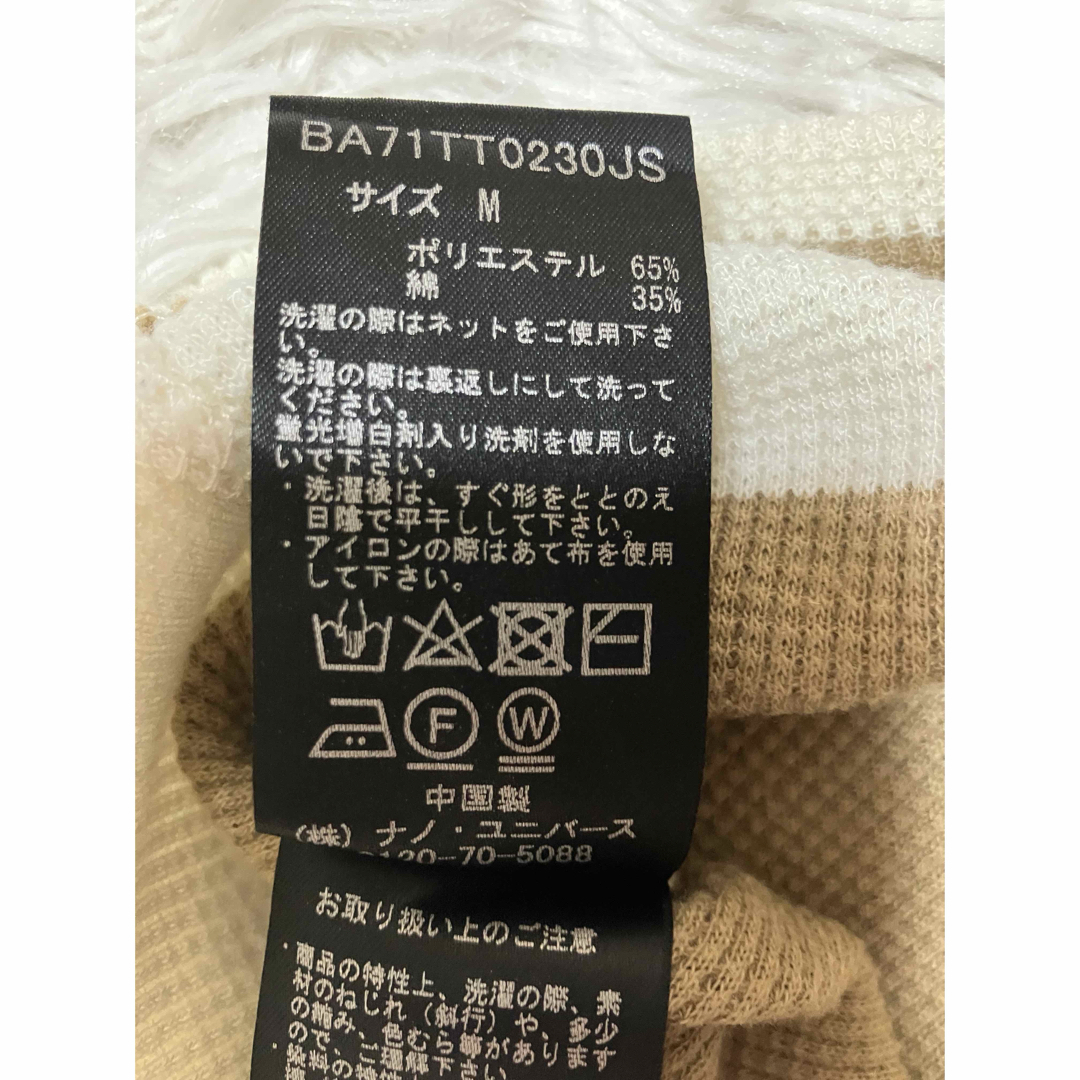 BA71TT0230JS
サイズ M
ポリエステル 65%
綿 35%
洗濯の際はネットをご使用下さ
い。
洗濯の際は裏返しにして洗って
ください。
蛍光増白剤入り洗剤を使用しな
いで下さい。
・洗濯後は、すぐ形をととのえ
日陰で平干しして下さい。
・アイロンの際はあて布を使用
して下さい。
F W
中国製
(株)ナノ・ユニバース
0120-70-5088
お取り扱い上のご注意
・商品の特性上、洗濯の際、素
材のねじれ(斜行)や、多少
の縮み、色むら等があります
ので、ご理解下さい。